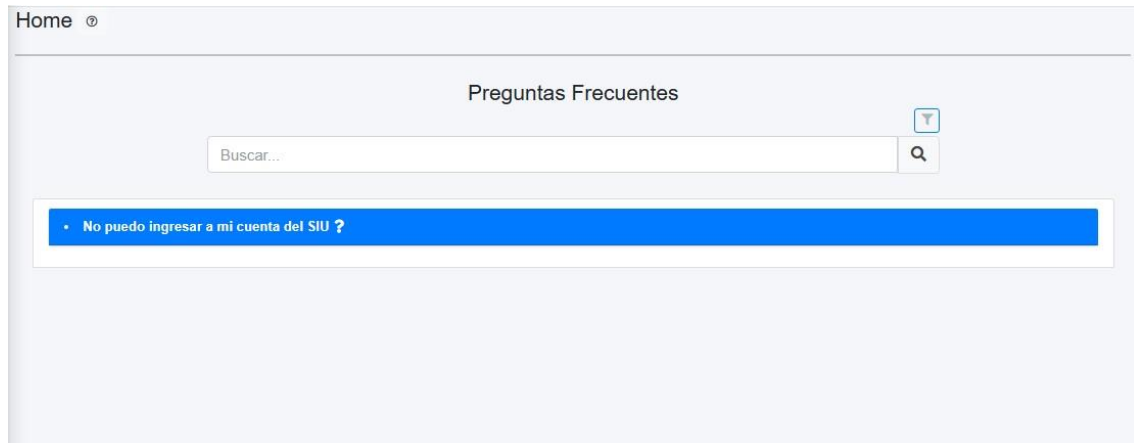 Home
Preguntas Frecuentes
Buscar...
• No puedo ingresar a mi cuenta del SIU ?